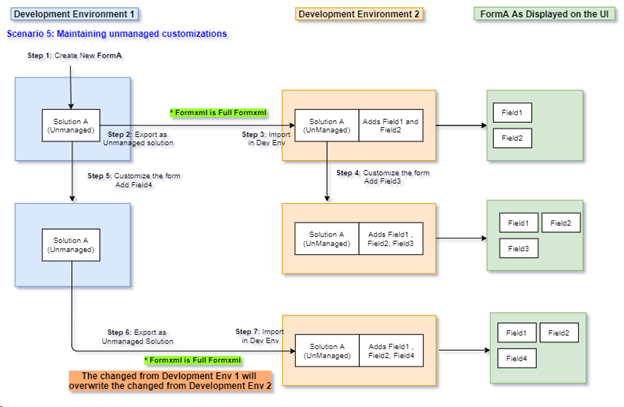 Development Environment 1
Development Environment 2
FormA As Displayed on the UI
Scenario 5: Maintaining unmanaged customizations
Step 1: Create New FormA
* Formxml is Full Formxml
Solution A
(Unmanaged)
Step 2: Export as
Unmanaged solution
Step 3: Import
in Dev Env
Solution A
(UnManaged)
Adds Field1 and
Field2
Field1
Field2
Step 5: Customize the form
Add Field4
Step 4: Customize the form
Add Field3
Solution A
(Unmanaged)
Solution A
(UnManaged)
Adds Field1 ,
Field2, Field3
Field1
Field2
Field3
Step 6: Export as
Unmanaged Solution
Step 7: Import
in Dev Env
* Formxml is Full Formxml
Solution A
(UnManaged)
Adds Field1 ,
Field2, Field4
Field1
Field2
Field4
The changed from Devlopment Env 1 will
overwrite the changed from Development Env 2